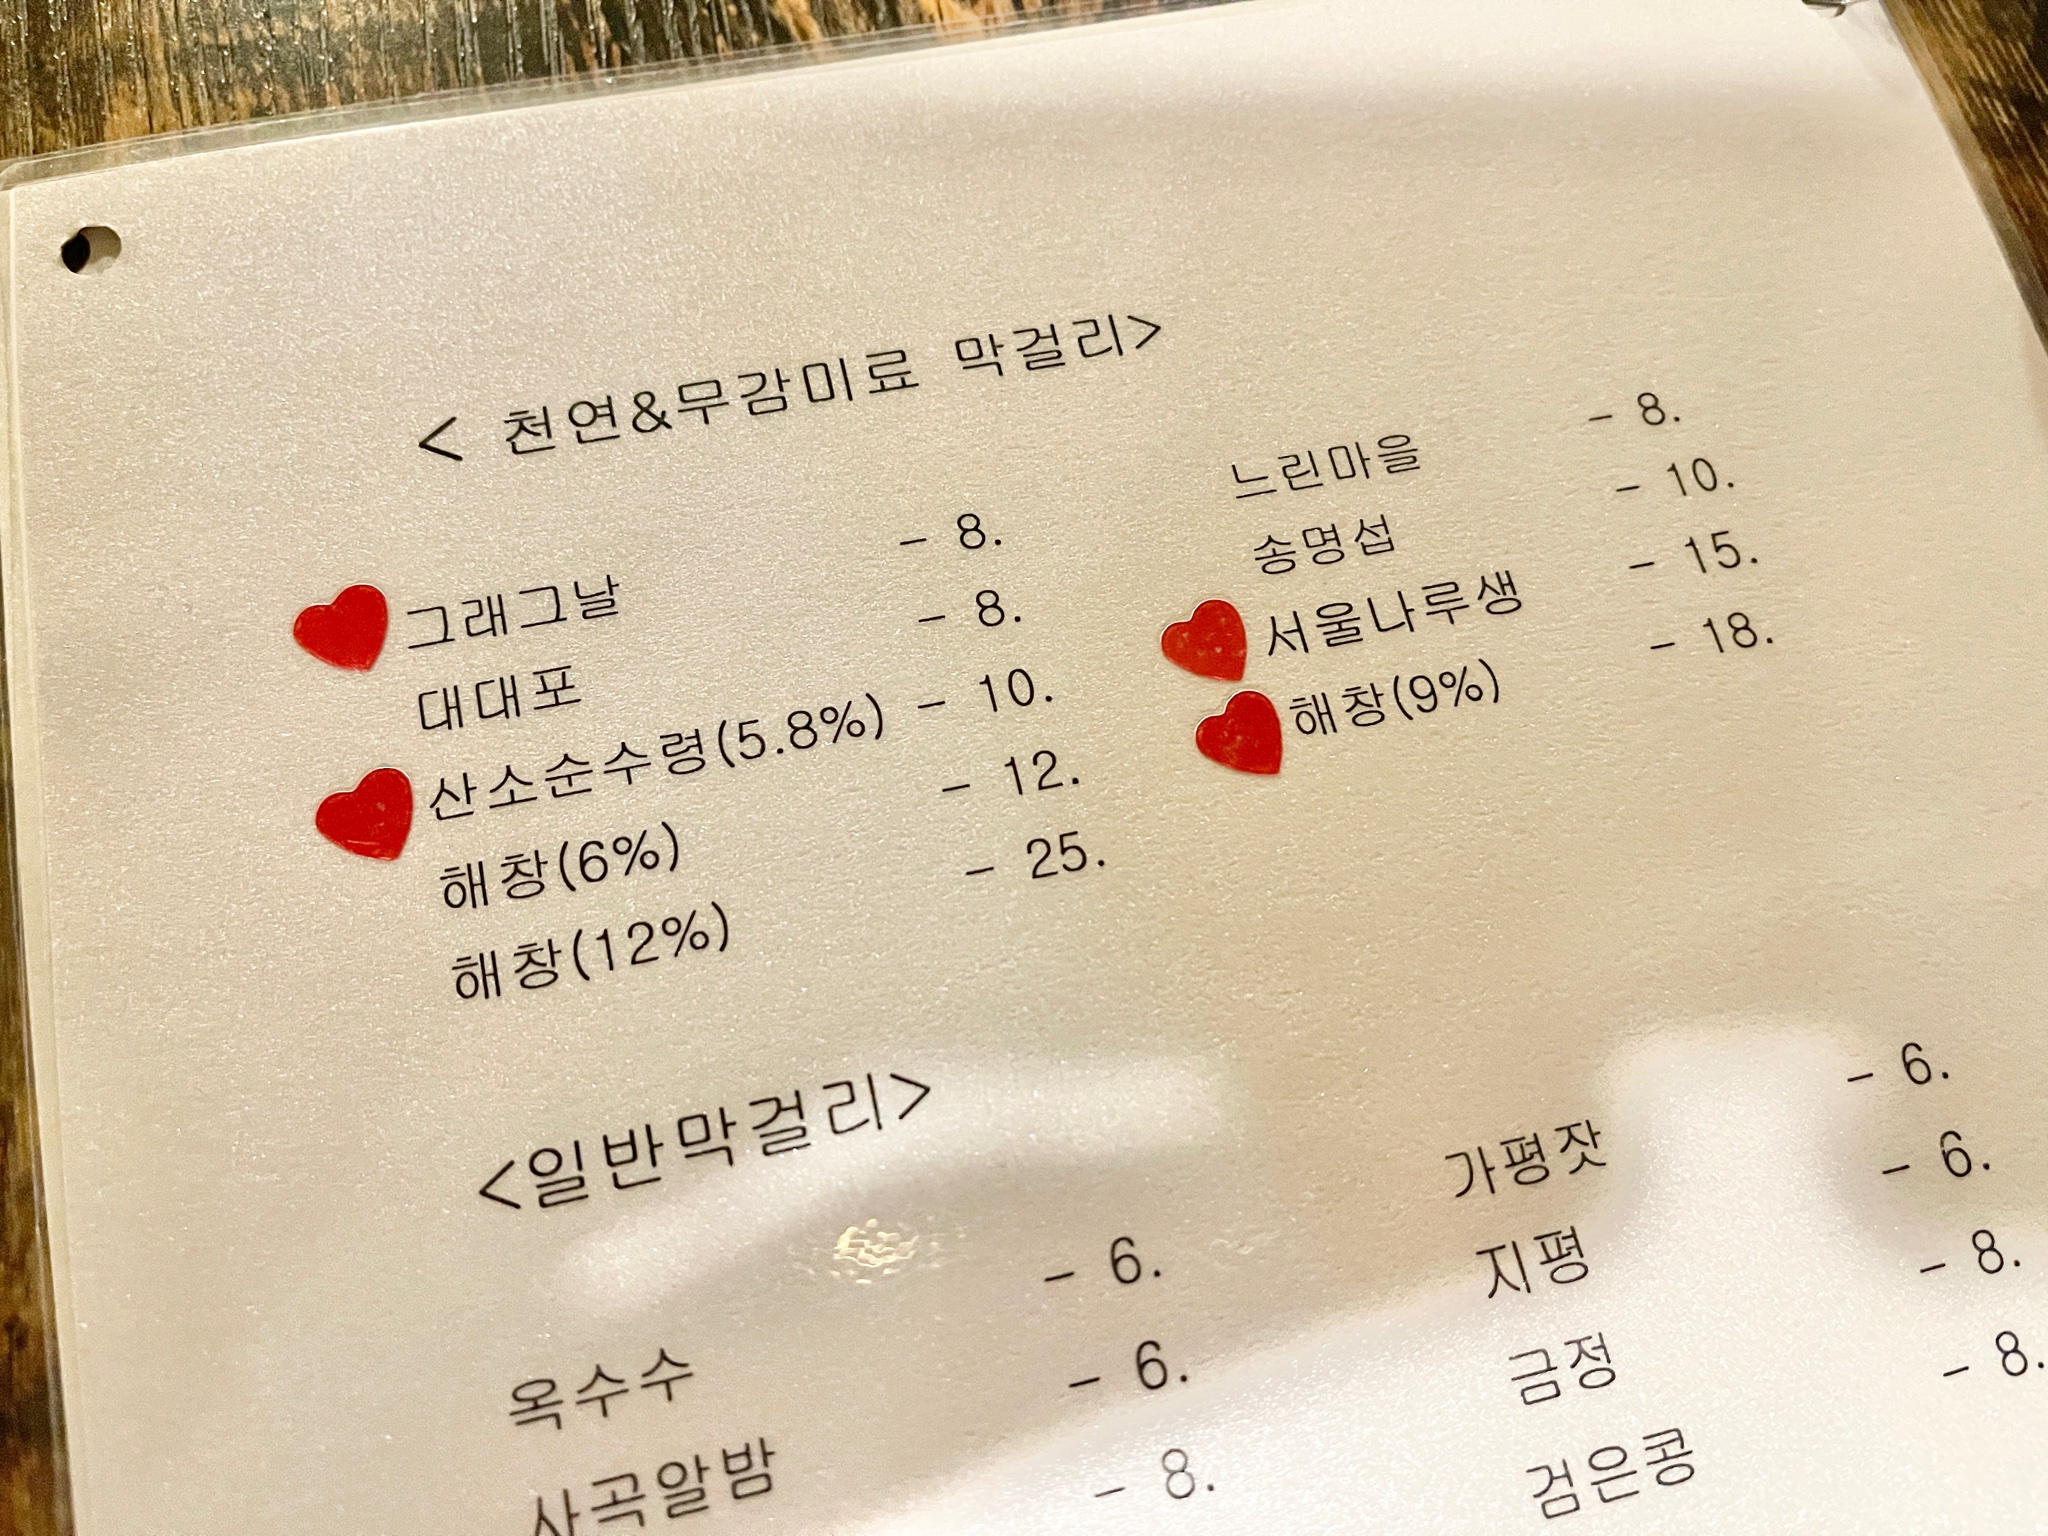 < 천연&무감미료 막걸리>
그래그날 - 8.
대대포 - 8.
산소순수령(5.8%) - 10.
해창(6%) - 12.
해창(12%) - 25.
느린마을 - 8.
송명섭 - 10.
서울나루생 - 15.
해창(9%) - 18.
<일반막걸리>
옥수수 - 6.
사곡알밤 - 6.
- 8.
가평잣 - 6.
지평 - 6.
금정 - 8.
검은콩 - 8.